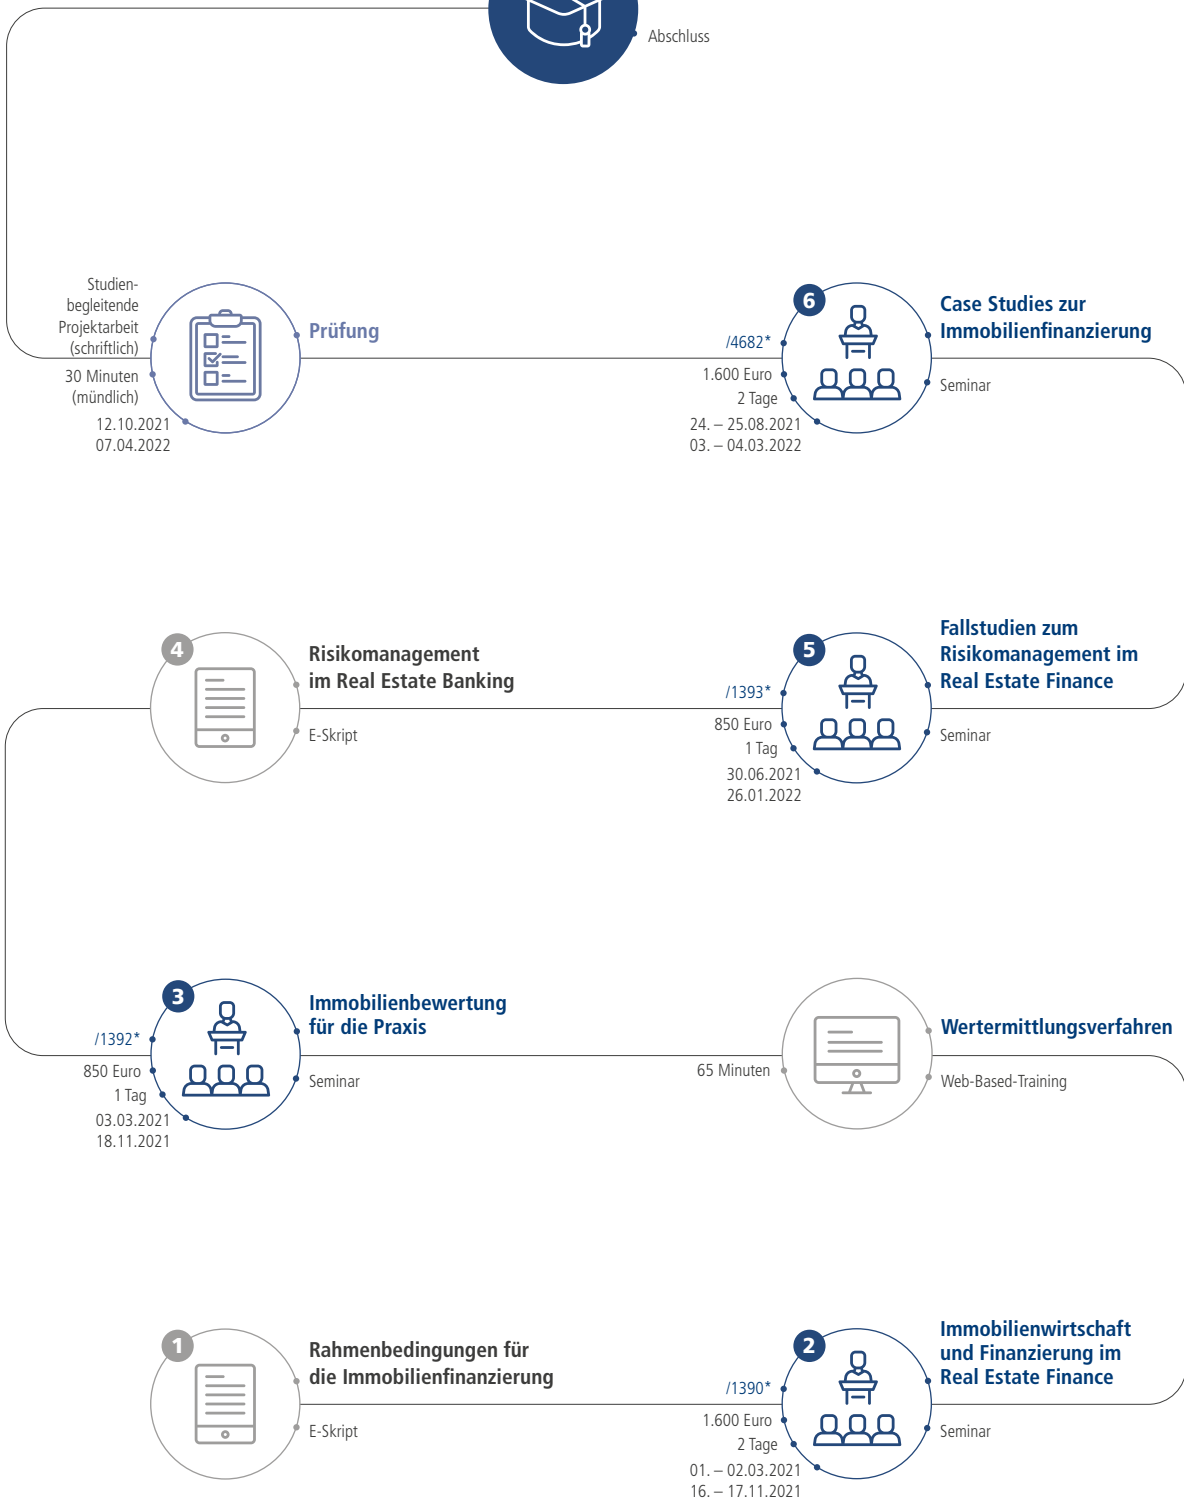 Abschluss
Studien-
begleitende
Projektarbeit
(schriftlich)
30 Minuten
(mündlich)
12.10.2021
07.04.2022
Prüfung
6
/4682*
1.600 Euro
2 Tage
24. – 25.08.2021
03. – 04.03.2022
Case Studies zur
Immobilienfinanzierung
Seminar
4
Risikomanagement
im Real Estate Banking
E-Skript
5
/1393*
850 Euro
1 Tag
30.06.2021
26.01.2022
Fallstudien zum
Risikomanagement im
Real Estate Finance
Seminar
3
/1392*
850 Euro
1 Tag
03.03.2021
18.11.2021
Immobilienbewertung
für die Praxis
Seminar
65 Minuten
Wertermittlungsverfahren
Web-Based-Training
1
Rahmenbedingungen für
die Immobilienfinanzierung
E-Skript
2
/1390*
1.600 Euro
2 Tage
01. – 02.03.2021
16. – 17.11.2021
Immobilienwirtschaft
und Finanzierung im
Real Estate Finance
Seminar